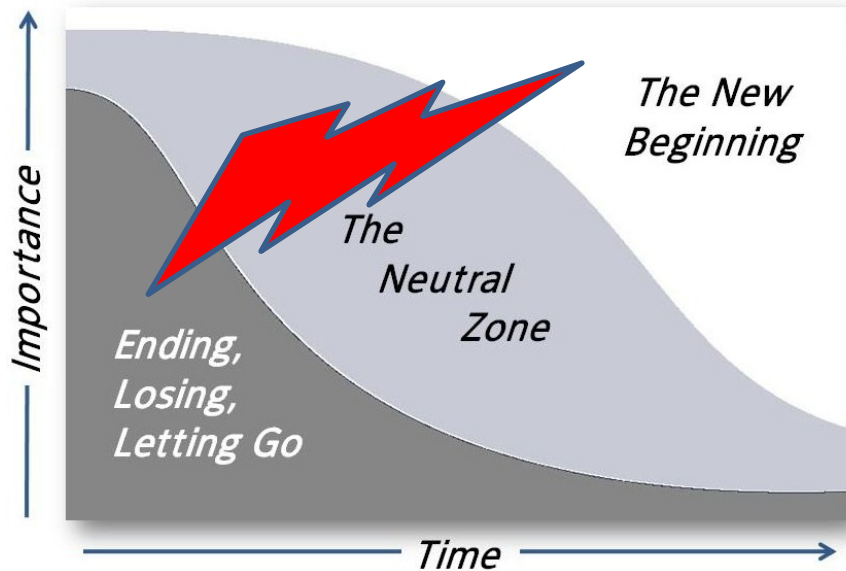 Importance
The New
Beginning
The
Neutral
Zone
Ending,
Losing,
Letting Go
Time